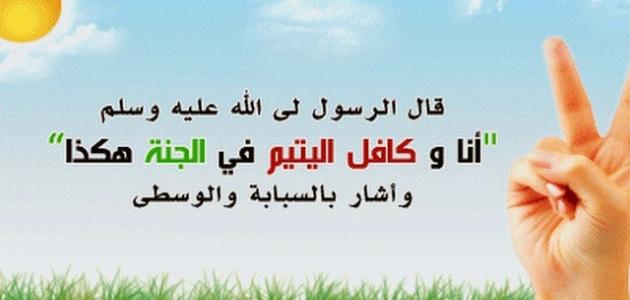 قال الرسول لى الله عليه وسلم
"أنا و كافل اليتيم في الجنة هكذا"
وأشار بالسبابة والوسطى